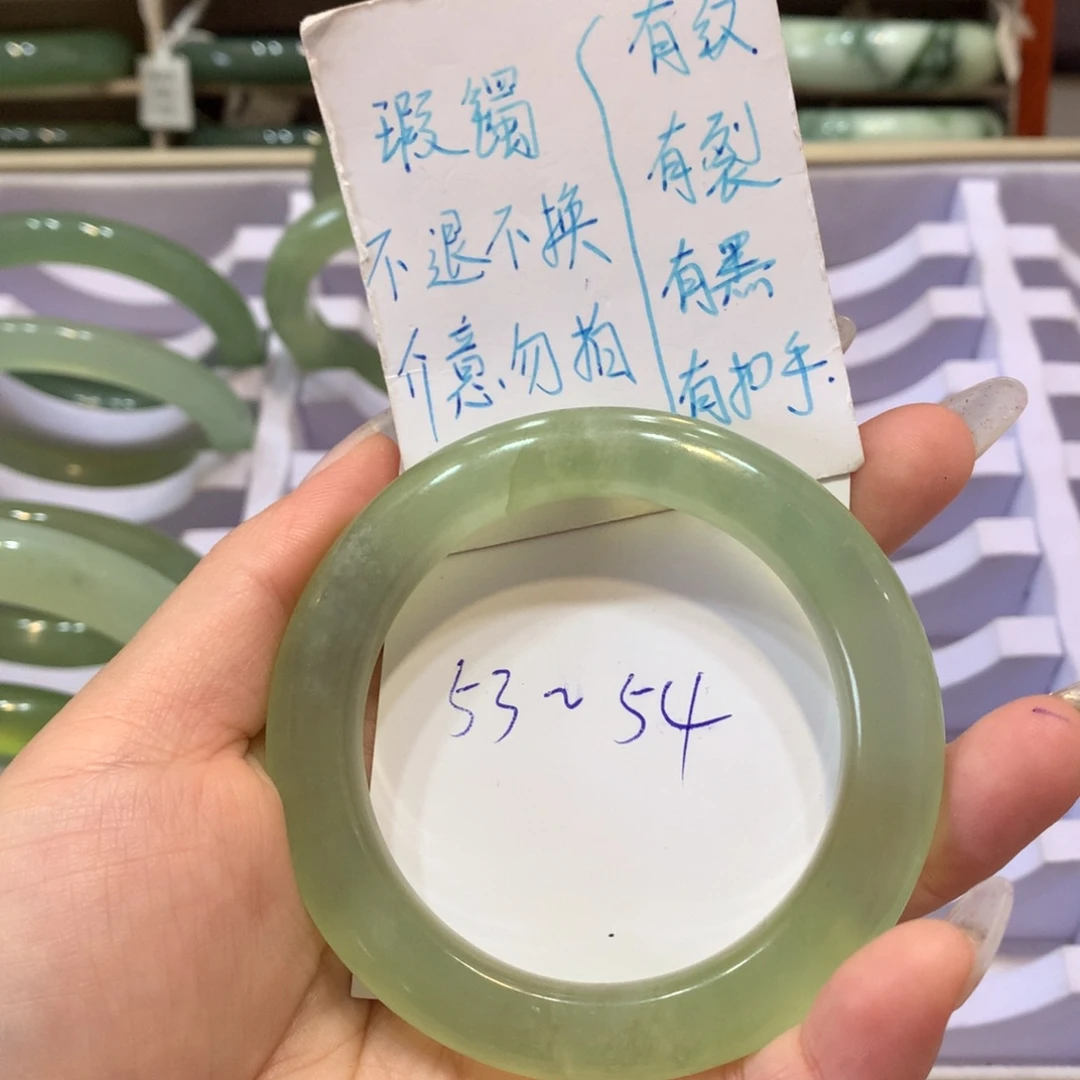 瑕镯
不退不换
介意勿拍
有纹
有裂
有黑
有扣手.
53~54